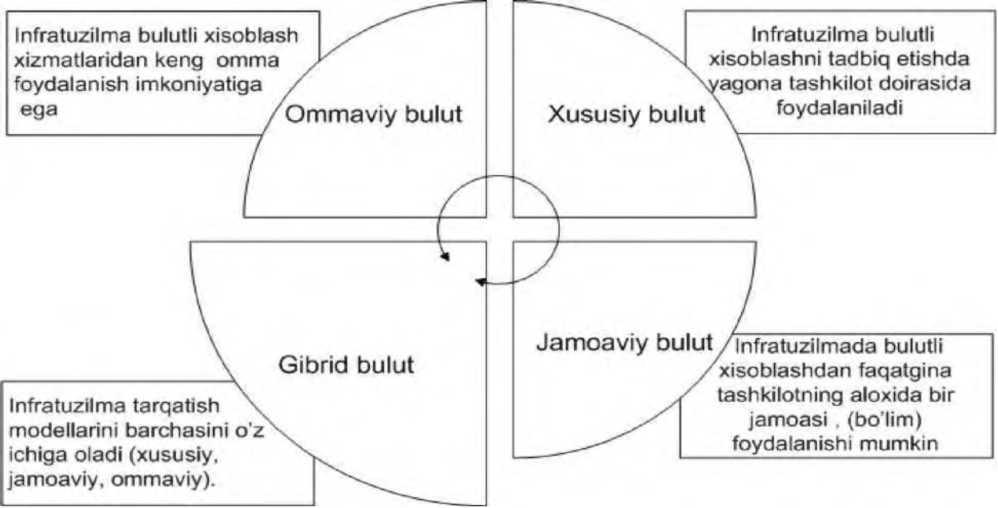 Infratuzilma bulutli xisoblash
xizmatlaridan keng omma
foydalanish imkoniyatiga
ega
Ommaviy bulut
Xususiy bulut
Infratuzilma bulutli
xisoblashni tadbiq etishda
yagona tashkilot doirasida
foydalaniladi
Gibrid bulut
Infratuzilma tarqatish
modellarini barchasini o'z
ichiga oladi (xususiy,
jamoaviy, ommaviy).
Jamoaviy bulut
Infratuzilmada bulutli
xisoblashdan faqatgina
tashkilotning aloxida bir
jamoasi , (bo'lim)
foydalanishi mumkin